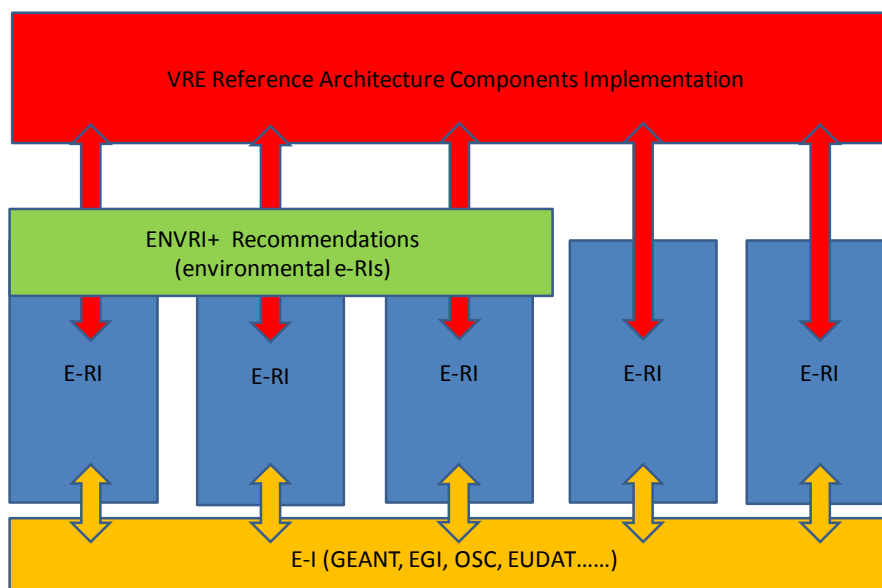 VRE Reference Architecture Components Implementation
ENVRI+ Recommendations
(environmental e-RIs)
E-RI
E-RI
E-RI
E-RI
E-RI
E-I (GEANT, EGI, OSC, EUDAT......)